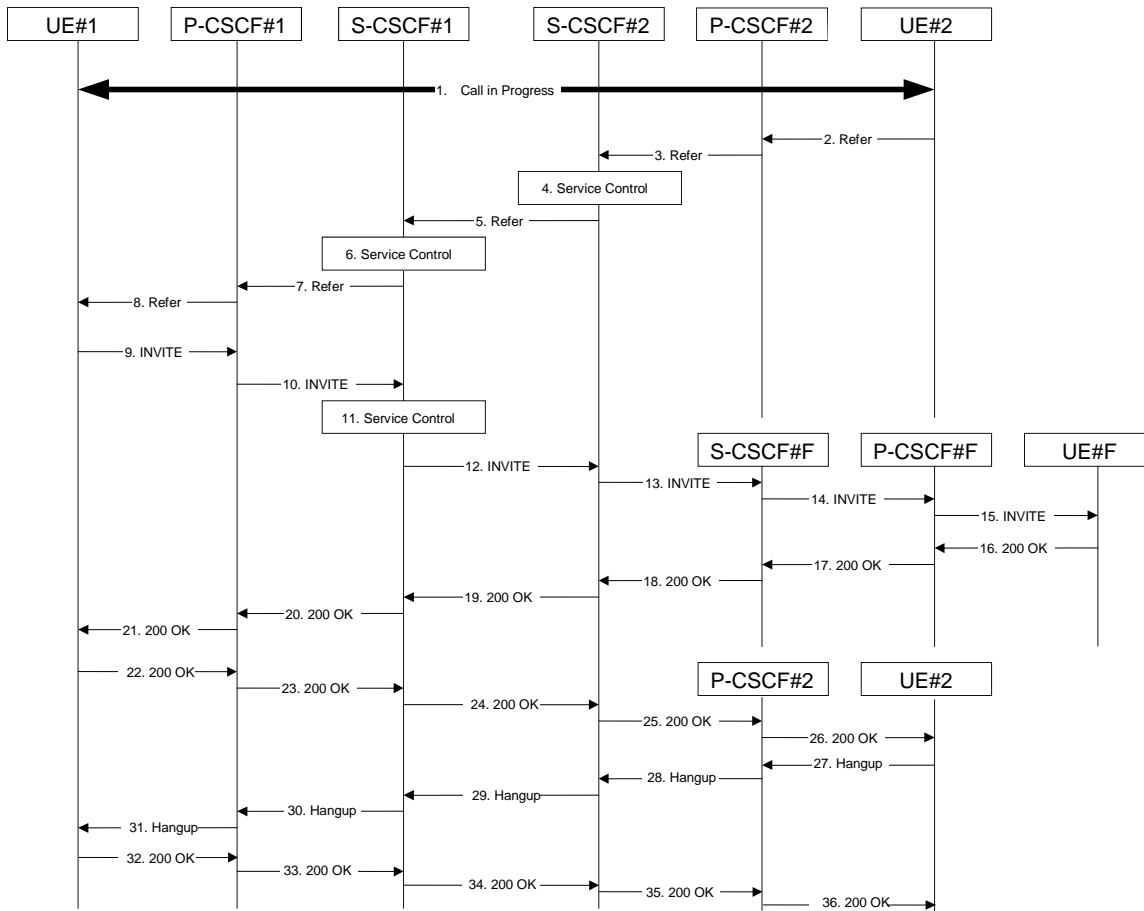 UE#1
P-CSCF#1
S-CSCF#1
S-CSCF#2
P-CSCF#2
UE#2
1. Call in Progress
2. Refer
3. Refer
4. Service Control
5. Refer
6. Service Control
7. Refer
8. Refer
9. INVITE
10. INVITE
11. Service Control
S-CSCF#F
P-CSCF#F
UE#F
12. INVITE
13. INVITE
14. INVITE
15. INVITE
16. 200 OK
17. 200 OK
18. 200 OK
19. 200 OK
20. 200 OK
21. 200 OK
22. 200 OK
P-CSCF#2
UE#2
23. 200 OK
24. 200 OK
25. 200 OK
26. 200 OK
27. Hangup
28. Hangup
29. Hangup
30. Hangup
31. Hangup
32. 200 OK
33. 200 OK
34. 200 OK
35. 200 OK
36. 200 OK